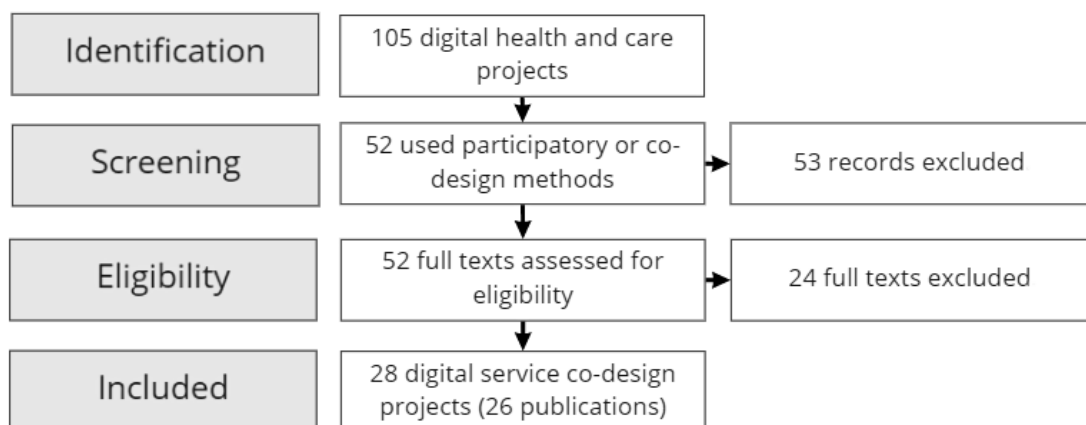 Identification
105 digital health and care
projects
Screening
52 used participatory or co-
design methods
53 records excluded
Eligibility
52 full texts assessed for
eligibility
24 full texts excluded
Included
28 digital service co-design
projects (26 publications)